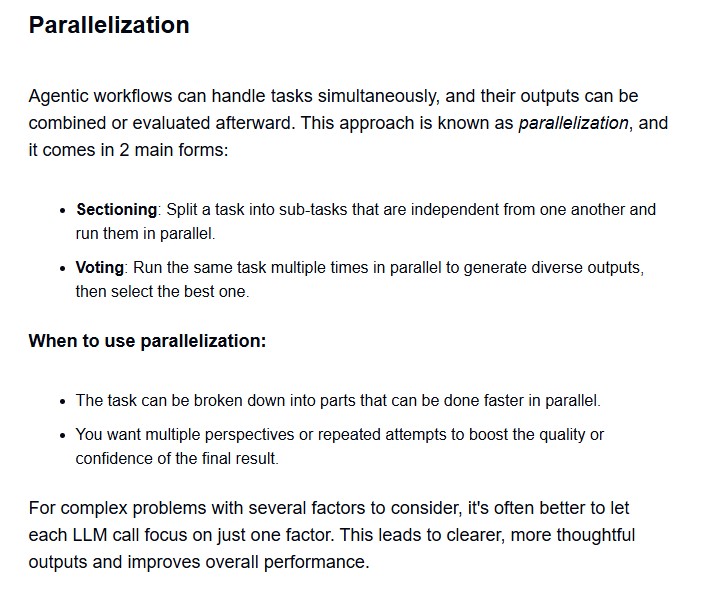 Parallelization
Agentic workflows can handle tasks simultaneously, and their outputs can be
combined or evaluated afterward. This approach is known as parallelization, and
it comes in 2 main forms:
• Sectioning: Split a task into sub-tasks that are independent from one another and
run them in parallel.
• Voting: Run the same task multiple times in parallel to generate diverse outputs,
then select the best one.
When to use parallelization:
• The task can be broken down into parts that can be done faster in parallel.
• You want multiple perspectives or repeated attempts to boost the quality or
confidence of the final result.
For complex problems with several factors to consider, it's often better to let
each LLM call focus on just one factor. This leads to clearer, more thoughtful
outputs and improves overall performance.